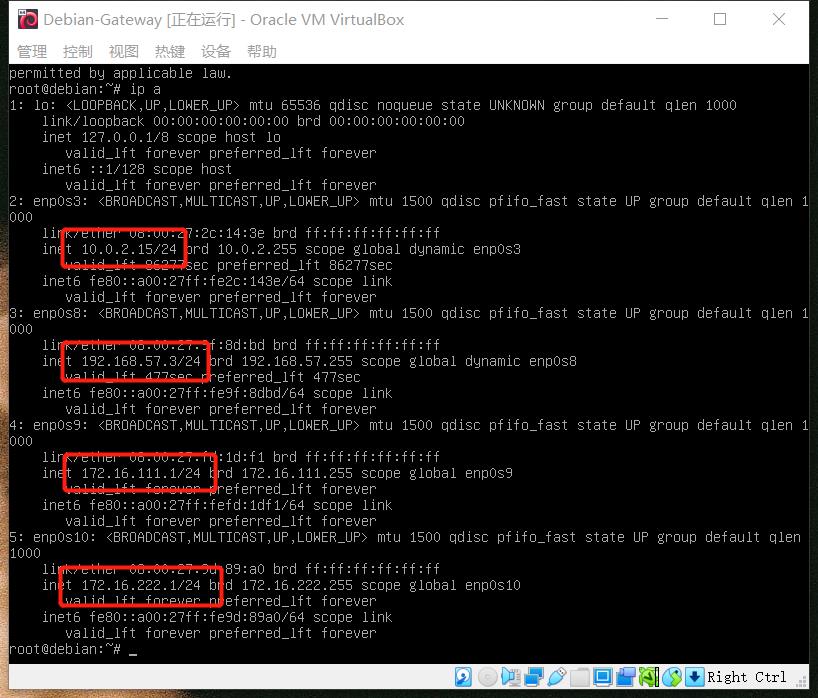 Debian-Gateway [正在运行] - Oracle VM VirtualBox
管理 控制 视图 热键 设备 帮助
permitted by applicable law.
root@debian:~# ip a
1: lo: <LOOPBACK,UP,LOWER_UP> mtu 65536 qdisc noqueue state UNKNOWN group default qlen 1000
link/loopback 00:00:00:00:00:00 brd 00:00:00:00:00:00
inet 127.0.0.1/8 scope host lo
valid_lft forever preferred_lft forever
inet6 ::1/128 scope host
valid_lft forever preferred_lft forever
2: enp0s3: <BROADCAST,MULTICAST,UP,LOWER_UP> mtu 1500 qdisc pfifo_fast state UP group default qlen 1
000
link/ether 08:00:27:2c:14:3e brd ff:ff:ff:ff:ff:ff
inet 10.0.2.15/24 brd 10.0.2.255 scope global dynamic enp0s3
valid_lft 86277sec preferred_lft 86277sec
inet6 fe80::a00:27ff:fe2c:143e/64 scope link
valid_lft forever preferred_lft forever
3: enp0s8: <BROADCAST,MULTICAST,UP,LOWER_UP> mtu 1500 qdisc pfifo_fast state UP group default qlen 1
000
link/ether 08:00:27:9f:8d:bd brd ff:ff:ff:ff:ff:ff
inet 192.168.57.3/24 brd 192.168.57.255 scope global dynamic enp0s8
valid_lft 477sec preferred_lft 477sec
inet6 fe80::a00:27ff:fe9f:8dbd/64 scope link
valid_lft forever preferred_lft forever
4: enp0s9: <BROADCAST,MULTICAST,UP,LOWER_UP> mtu 1500 qdisc pfifo_fast state UP group default qlen 1
000
link/ether 08:00:27:fd:1d:f1 brd ff:ff:ff:ff:ff:ff
inet 172.16.111.1/24 brd 172.16.111.255 scope global enp0s9
valid_lft forever preferred_lft forever
inet6 fe80::a00:27ff:fefd:1df1/64 scope link
valid_lft forever preferred_lft forever
5: enp0s10: <BROADCAST,MULTICAST,UP,LOWER_UP> mtu 1500 qdisc pfifo_fast state UP group default qlen
1000
link/ether 08:00:27:9d:89:a0 brd ff:ff:ff:ff:ff:ff
inet 172.16.222.1/24 brd 172.16.222.255 scope global enp0s10
valid_lft forever preferred_lft forever
inet6 fe80::a00:27ff:fe9d:89a0/64 scope link
valid_lft forever preferred_lft forever
root@debian:~# _
Right Ctrl